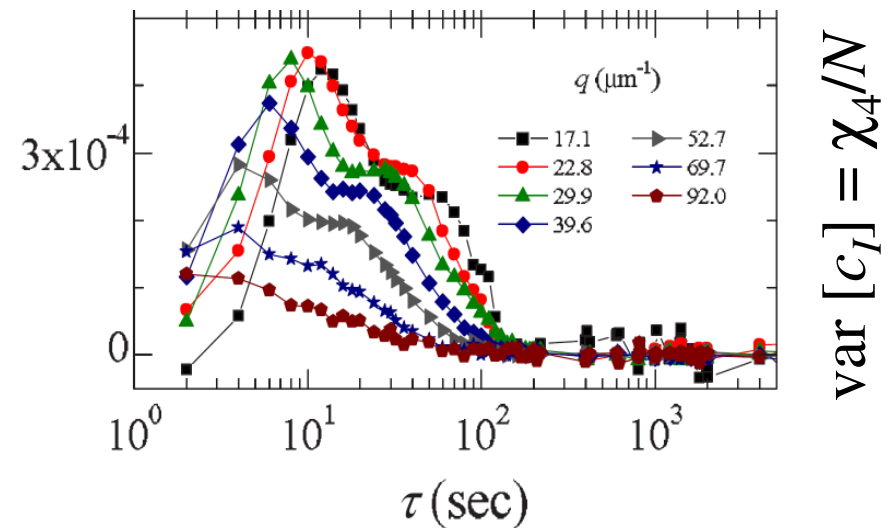 3x10⁻⁴
0
10⁰ 10¹ 10² 10³
τ (sec)
q (μm⁻¹)
17.1 52.7
22.8 69.7
29.9 92.0
39.6
var [c_I] = χ₄/N